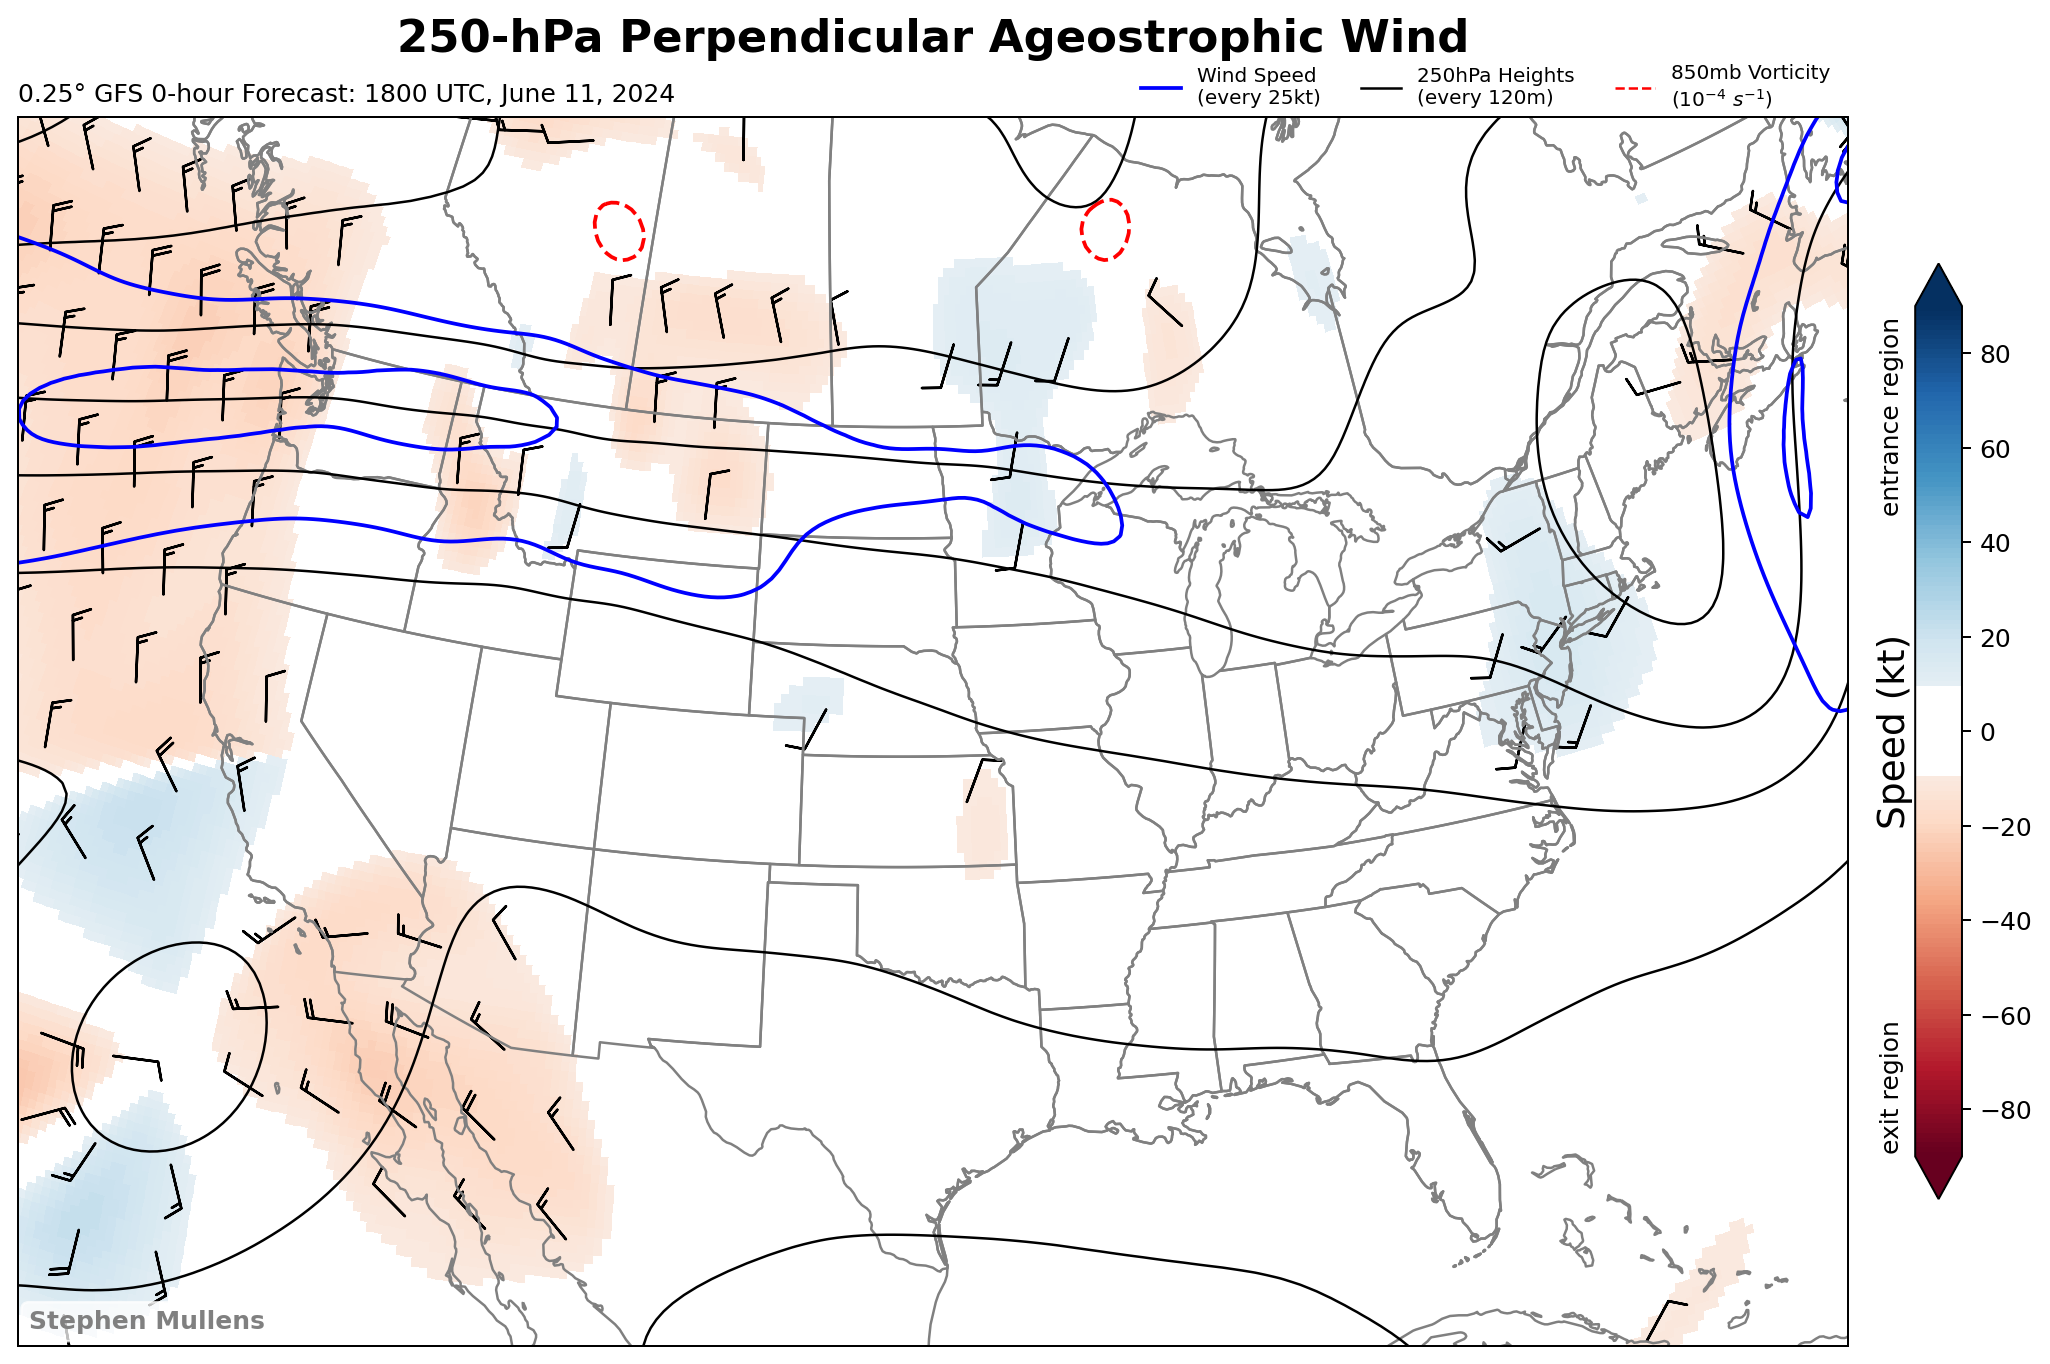 250-hPa Perpendicular Ageostrophic Wind
0.25° GFS 0-hour Forecast: 1800 UTC, June 11, 2024
Wind Speed
(every 25kt)
250hPa Heights
(every 120m)
850mb Vorticity
(10⁻⁴ s⁻¹)
entrance region
Speed (kt)
exit region
80
60
40
20
0
−20
−40
−60
−80
Stephen Mullens